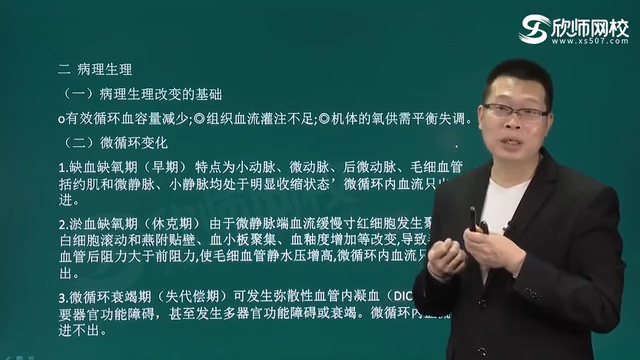 欣师网校
www.xs507.com
二 病理生理
（一）病理生理改变的基础
o有效循环血容量减少;◎组织血流灌注不足;◎机体的氧供需平衡失调。
（二）微循环变化
1.缺血缺氧期（早期） 特点为小动脉、微动脉、后微动脉、毛细血管
括约肌和微静脉、小静脉均处于明显收缩状态’微循环内血流只出
进。
2.淤血缺氧期（休克期） 由于微静脉端血流缓慢寸红细胞发生聚
白细胞滚动和燕附贴壁、血小板聚集、血釉度增加等改变,导致
血管后阻力大于前阻力,使毛细血管静水压增高,微循环内血流只
出。
3.微循环衰竭期（失代偿期）可发生弥散性血管内凝血（DIC
要器官功能障碍，甚至发生多器官功能障碍或衰竭。微循环内血流
进不出。